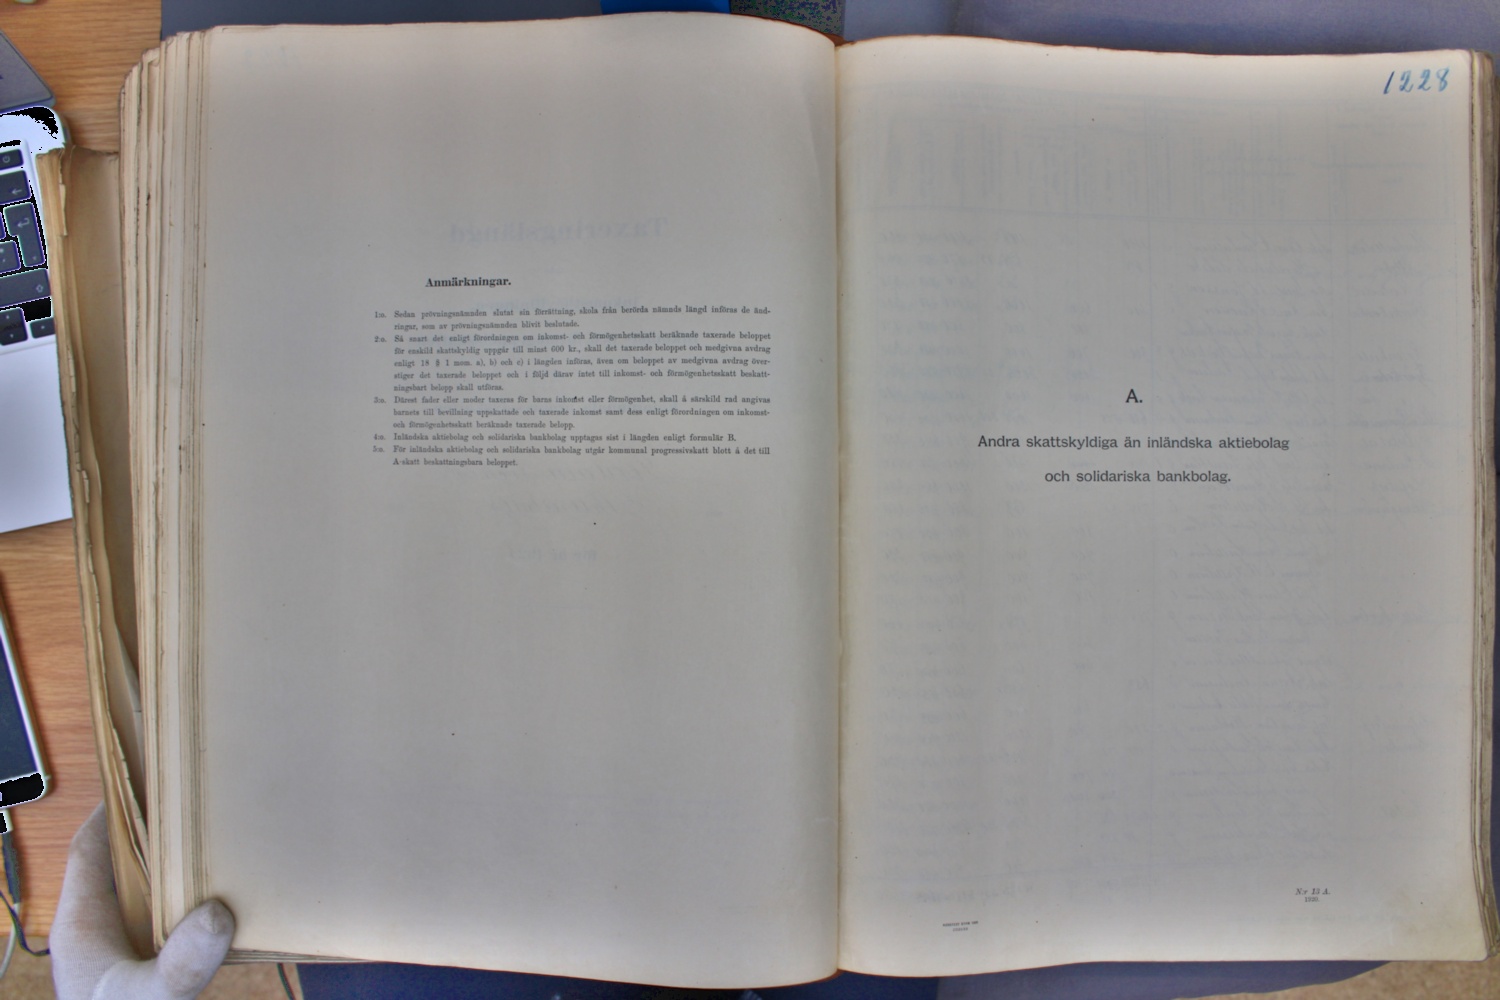 Anmärkningar.
1:o. Sedan prövningsnämnden slutat sin förrättning, skola från berörda nämnds längd införas de änd-
ringar, som av prövningsnämnden blivit beslutade.
2:o. Så snart det enligt förordningen om inkomst- och förmögenhetsskatt beräknade taxerade beloppet
för enskild skattskyldig uppgår till minst 600 kr., skall det taxerade beloppet och medgivna avdrag
enligt 18 § 1 mom. a), b) och c) i längden införas, även om beloppet av medgivna avdrag över-
stiger det taxerade beloppet och i följd därav intet till inkomst- och förmögenhetsskatt beskatt-
ningsbart belopp skall utföras.
3:o. Därest fader eller moder taxeras för barns inkomst eller förmögenhet, skall å särskild rad angivas
barnets till bevillning uppskattade och taxerade inkomst samt dess enligt förordningen om inkomst-
och förmögenhetsskatt beräknade taxerade belopp.
4:o. Inländska aktiebolag och solidariska bankbolag upptagas sist i längden enligt formulär B.
5:o. För inländska aktiebolag och solidariska bankbolag utgår kommunal progressivskatt blott å det till
A-skatt beskattningsbara beloppet.
1228
A.
Andra skattskyldiga än inländska aktiebolag
och solidariska bankbolag.
N:r 13 A.
1920.